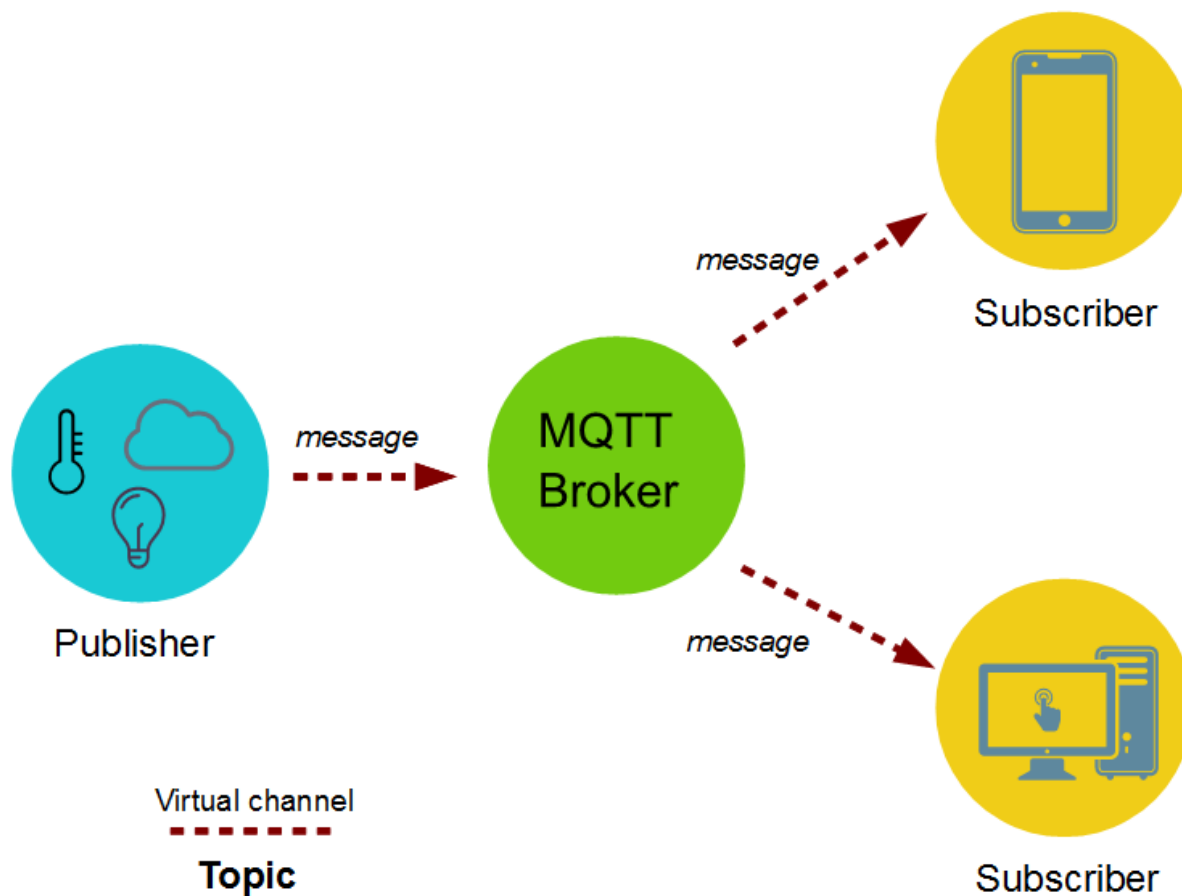 message
Subscriber
message
MQTT
Broker
Publisher
message
Virtual channel
Topic
Subscriber